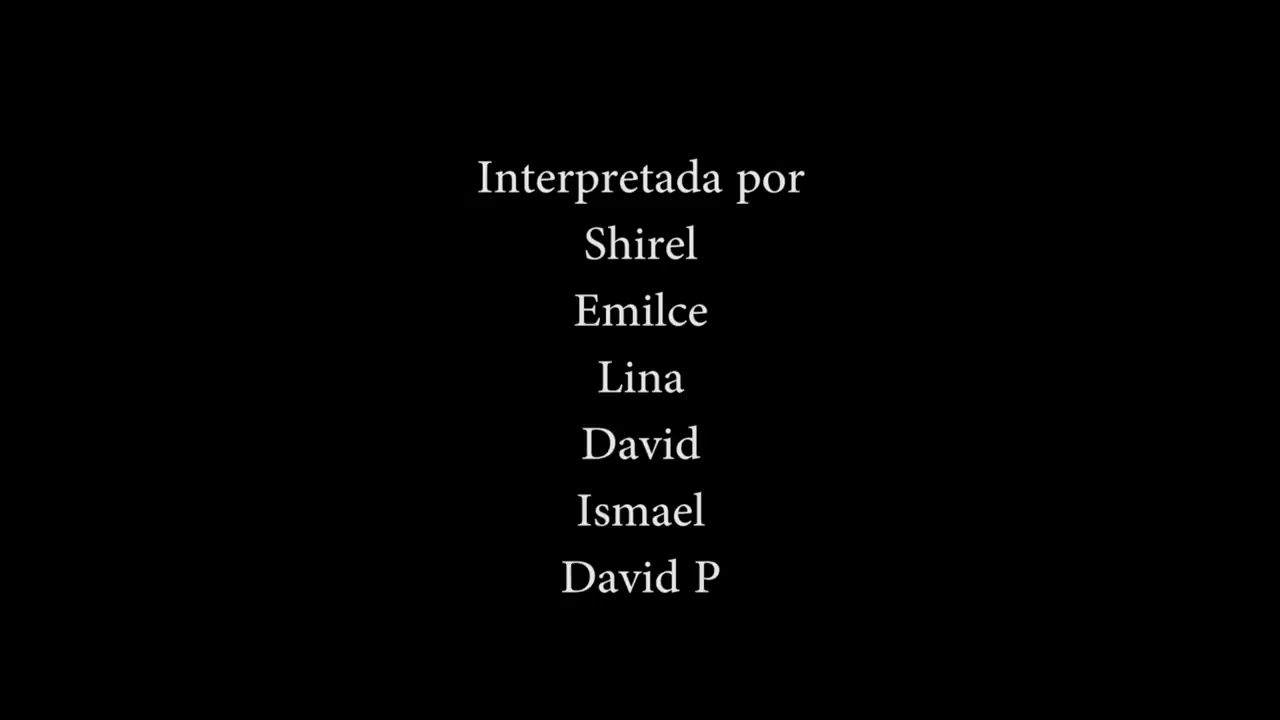 Interpretada por
Shirel
Emilce
Lina
David
Ismael
David P